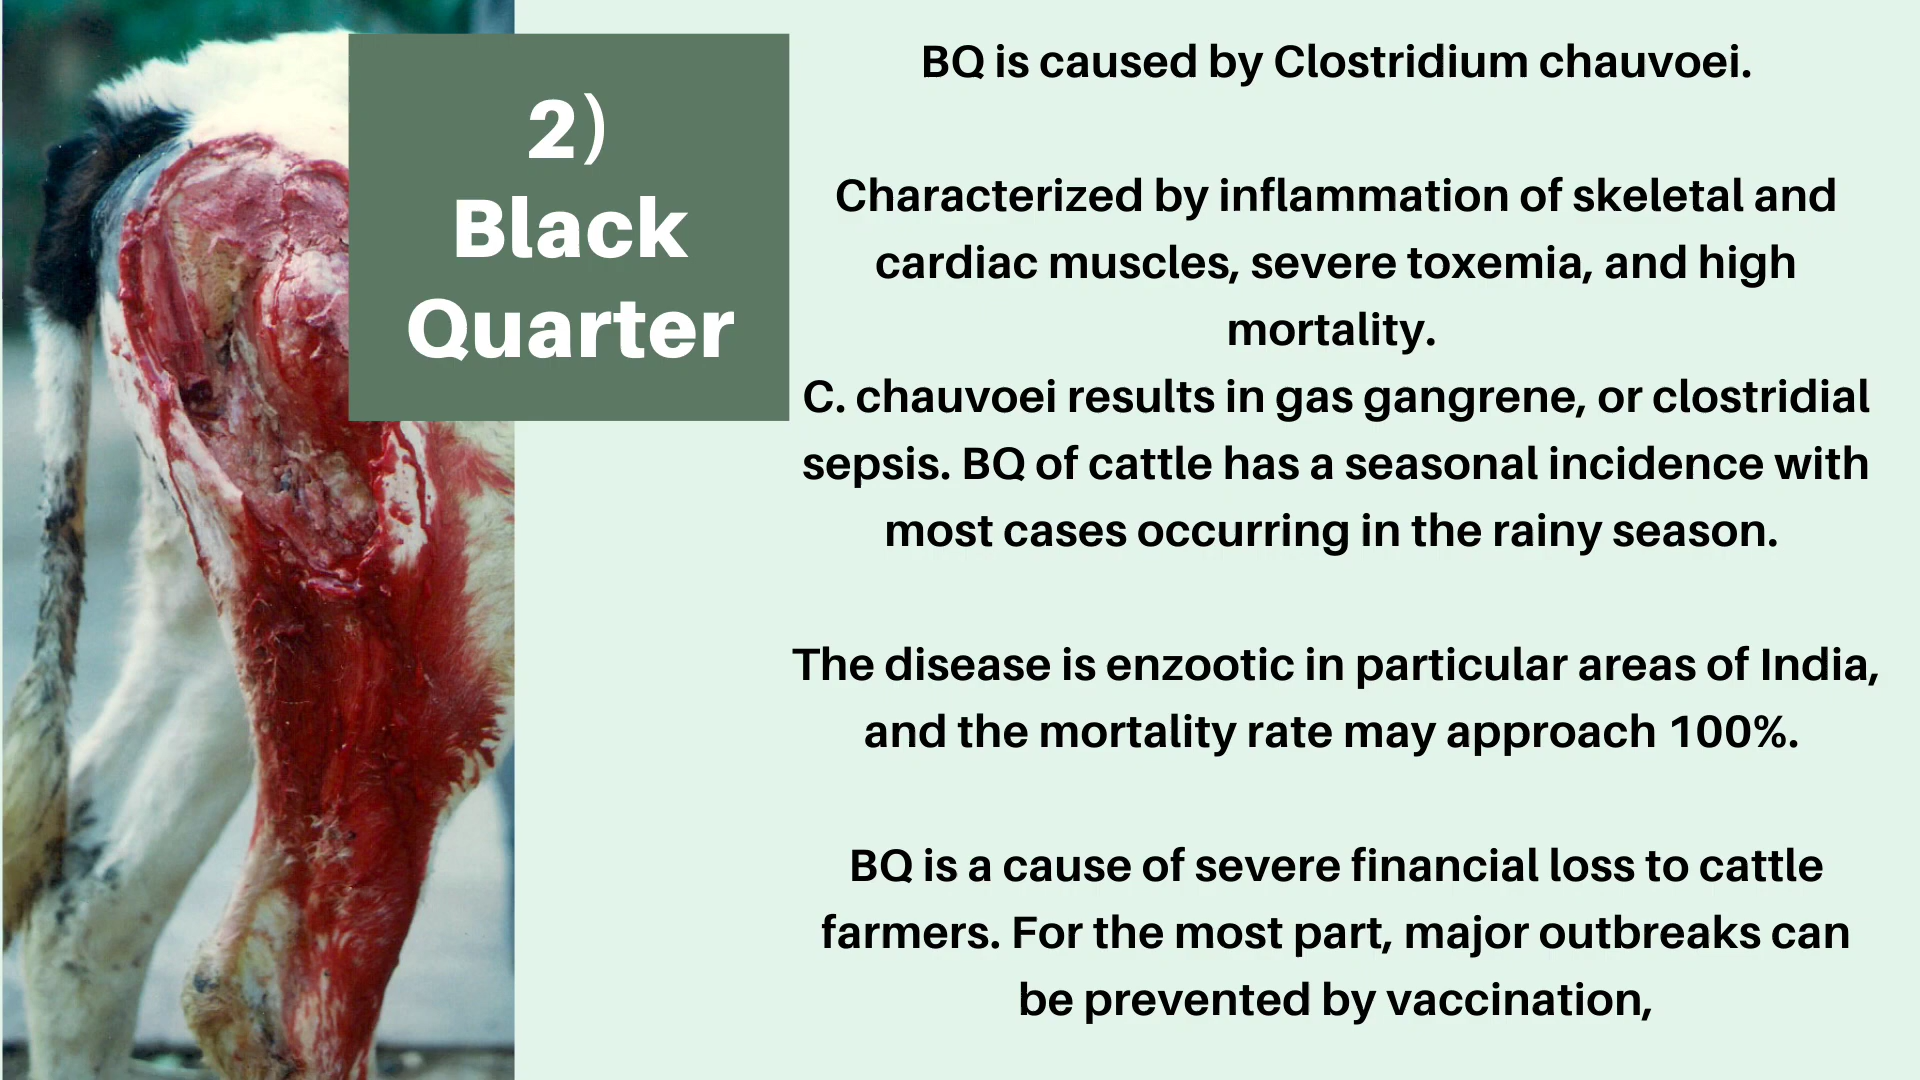 2)
Black
Quarter
BQ is caused by Clostridium chauvoei.
Characterized by inflammation of skeletal and
cardiac muscles, severe toxemia, and high
mortality.
C. chauvoei results in gas gangrene, or clostridial
sepsis. BQ of cattle has a seasonal incidence with
most cases occurring in the rainy season.
The disease is enzootic in particular areas of India,
and the mortality rate may approach 100%.
BQ is a cause of severe financial loss to cattle
farmers. For the most part, major outbreaks can
be prevented by vaccination,